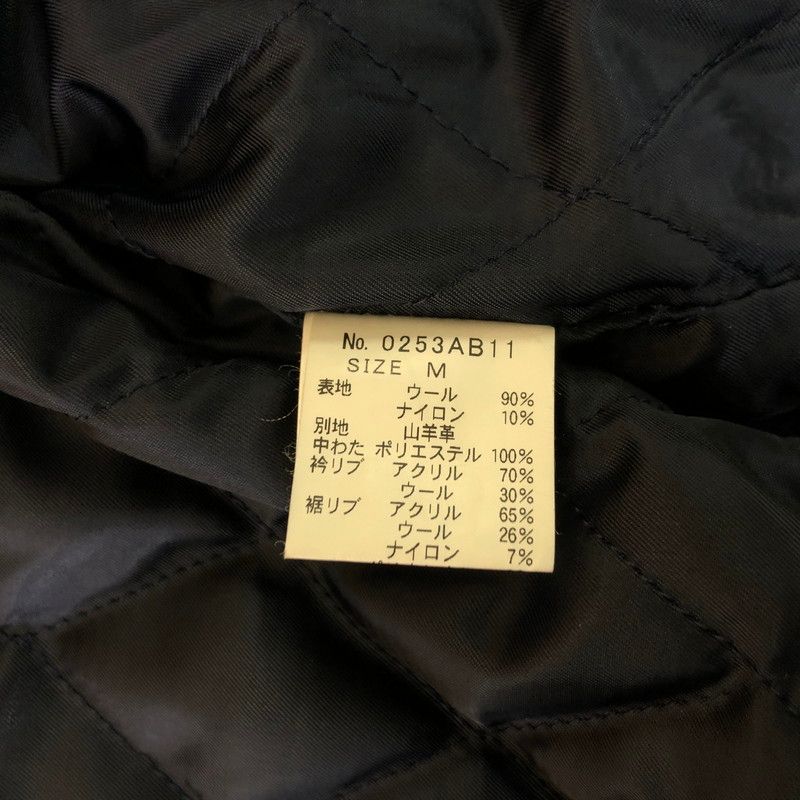 No. 0253AB11
SIZE M
表地 ウール 90%
ナイロン 10%
別地 山羊革
中わた ポリエステル 100%
衿リブ アクリル 70%
ウール 30%
裾リブ アクリル 65%
ウール 26%
ナイロン 7%